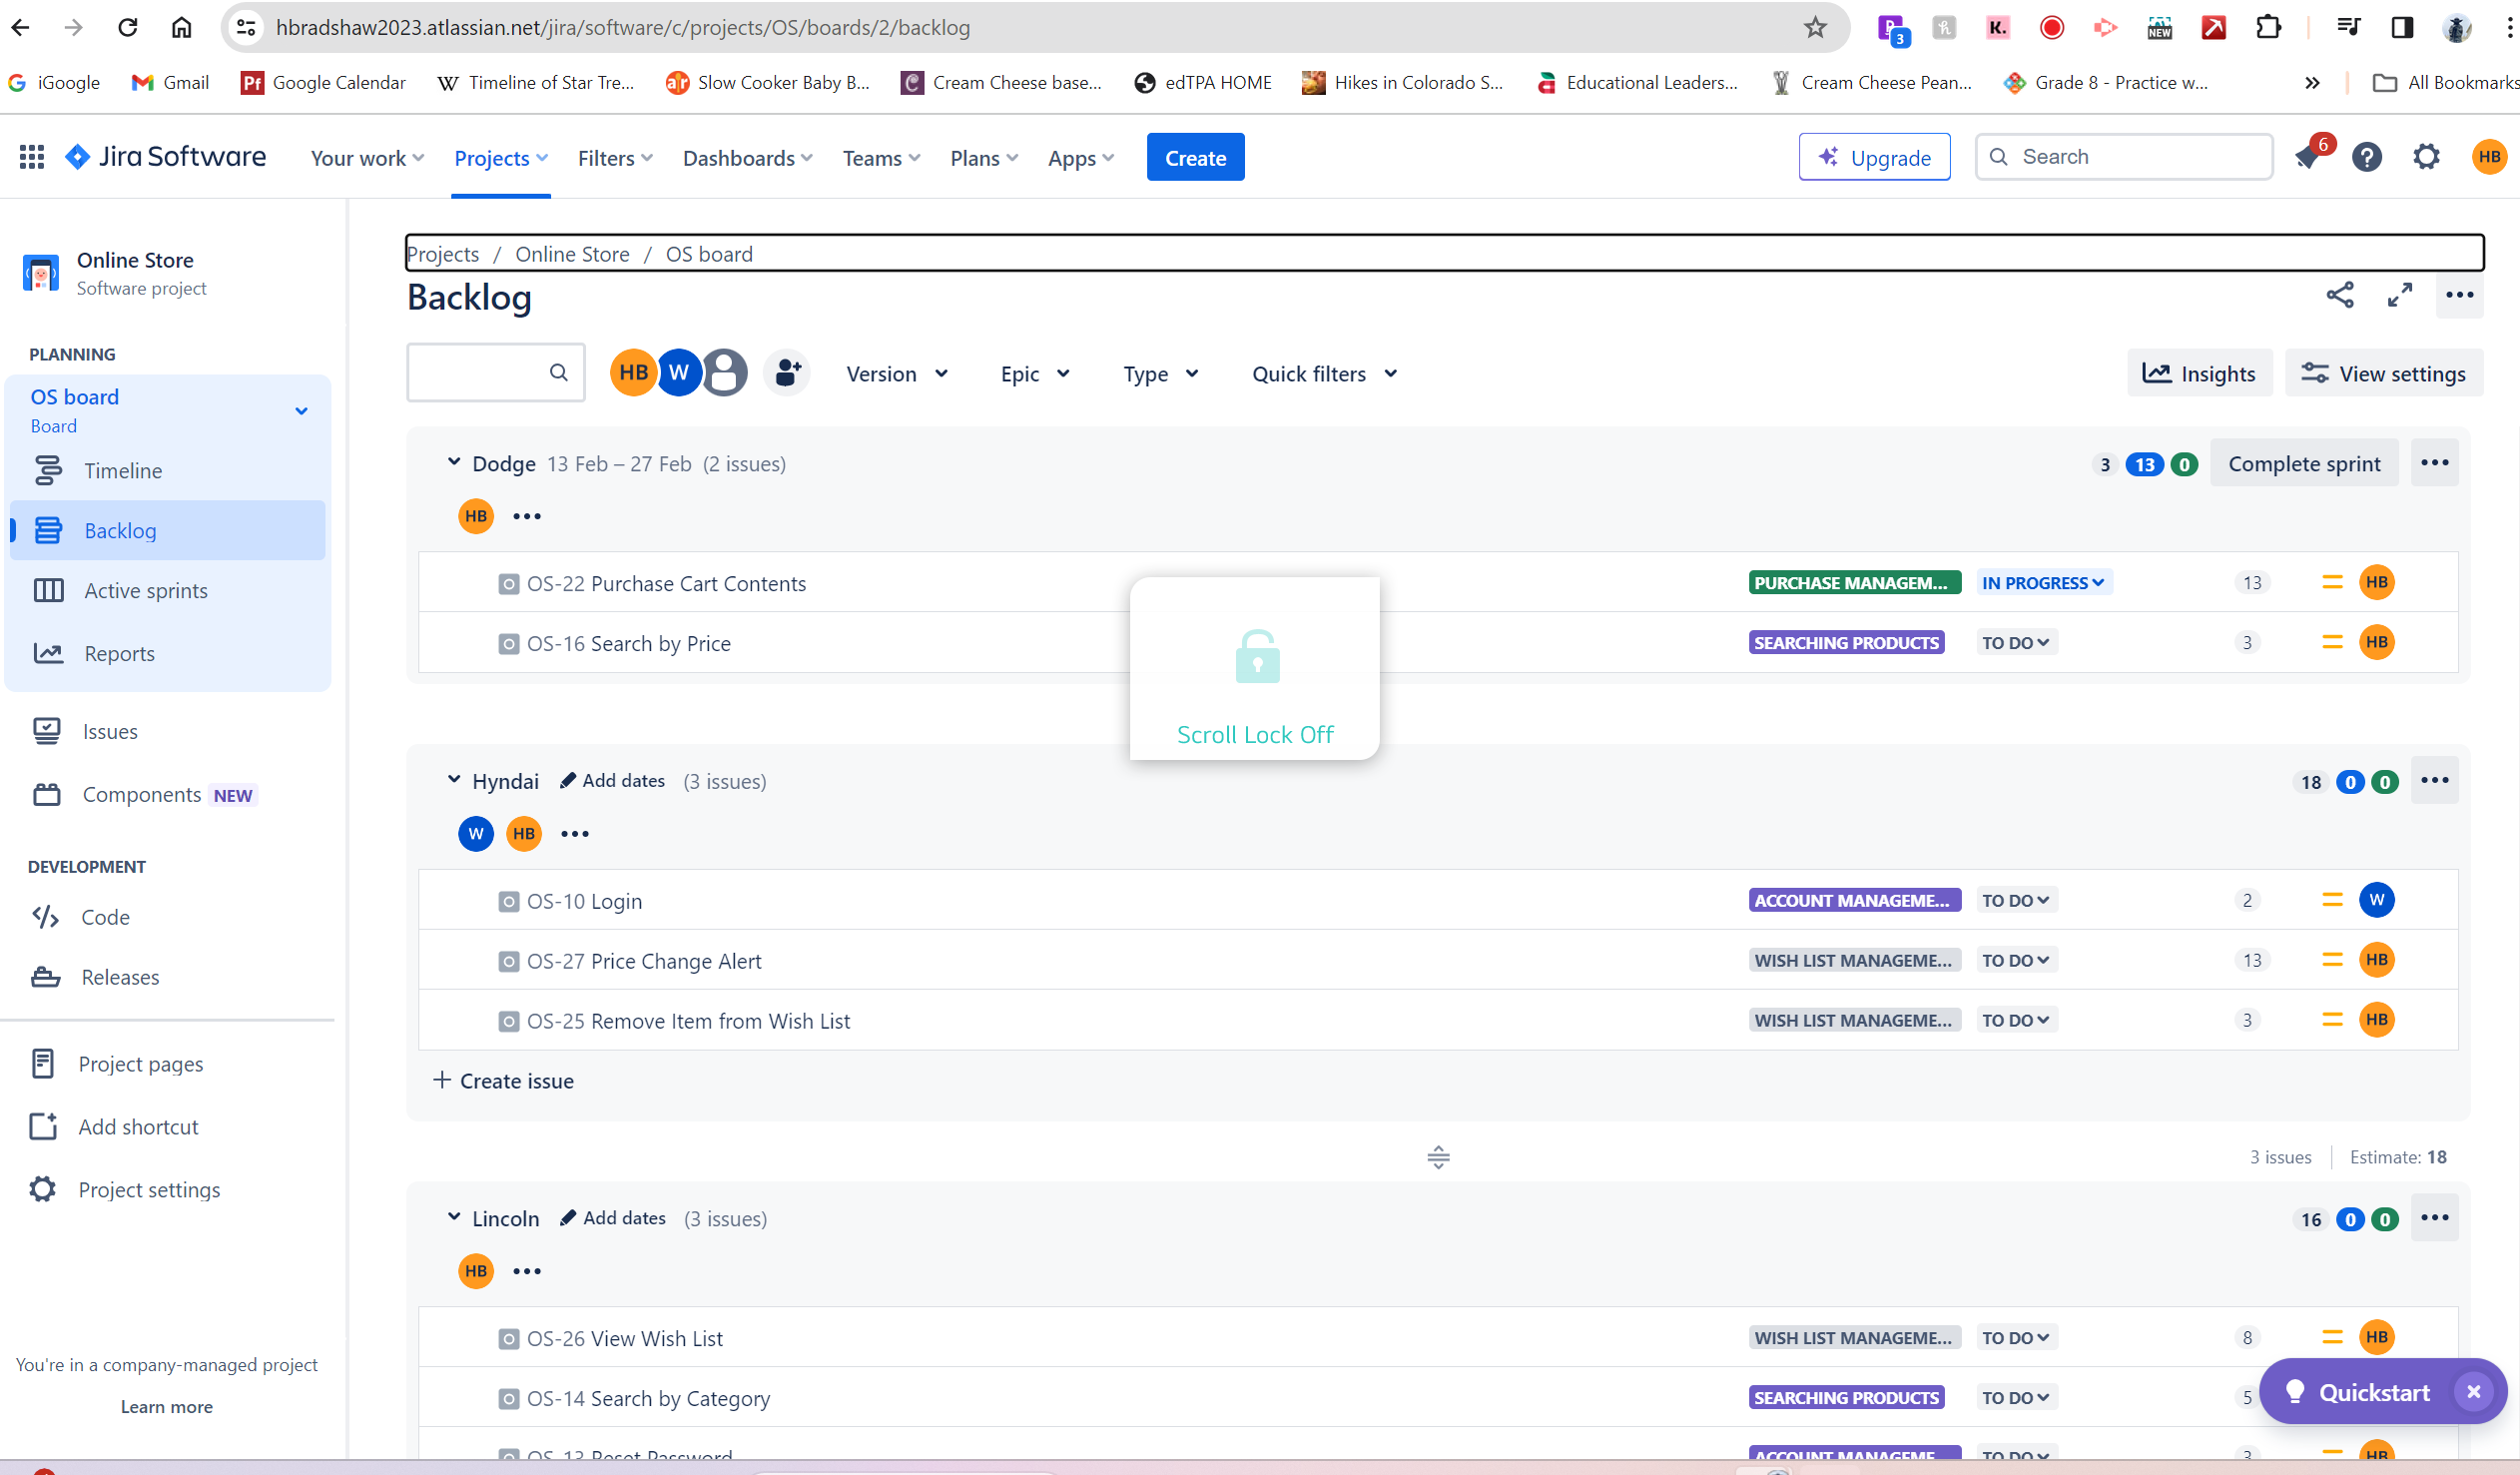 hbradshaw2023.atlassian.net/jira/software/c/projects/OS/boards/2/backlog
3
NEW
iGoogle Gmail Google Calendar Timeline of Star Tre... Slow Cooker Baby B... Cream Cheese base... edTPA HOME Hikes in Colorado S... Educational Leaders... Cream Cheese Pean... Grade 8 - Practice w... All Bookmarks
Jira Software Your work Projects Filters Dashboards Teams Plans Apps Create Upgrade Search 6 HB
Online Store
Software project
PLANNING
OS board
Board
Timeline
Backlog
Active sprints
Reports
Issues
Components NEW
DEVELOPMENT
Code
Releases
Project pages
Add shortcut
Project settings
You're in a company-managed project
Learn more
Projects / Online Store / OS board
Backlog
HB W Version Epic Type Quick filters Insights View settings
Dodge 13 Feb – 27 Feb (2 issues) 3 13 0 Complete sprint
HB
OS-22 Purchase Cart Contents PURCHASE MANAGEM... IN PROGRESS 13 HB
OS-16 Search by Price SEARCHING PRODUCTS TO DO 3 HB
Scroll Lock Off
Hyndai Add dates (3 issues) 18 0 0
W HB
OS-10 Login ACCOUNT MANAGEME... TO DO 2 W
OS-27 Price Change Alert WISH LIST MANAGEME... TO DO 13 HB
OS-25 Remove Item from Wish List WISH LIST MANAGEME... TO DO 3 HB
+ Create issue
3 issues Estimate: 18
Lincoln Add dates (3 issues) 16 0 0
HB
OS-26 View Wish List WISH LIST MANAGEME... TO DO 8 HB
OS-14 Search by Category SEARCHING PRODUCTS TO DO 5
Quickstart
OS-13 Reset Password ACCOUNT MANAGEME... TO DO 3 HB